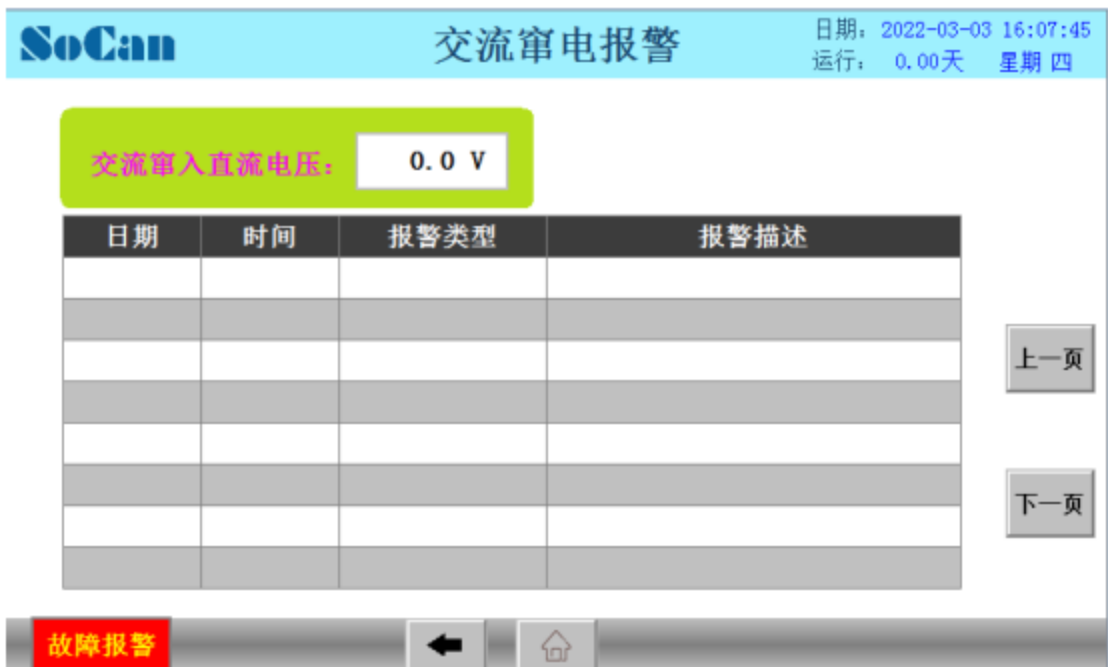 SoCan
交流窜电报警
日期： 2022-03-03 16:07:45
运行： 0.00天 星期 四
交流窜入直流电压： 0.0 V
日期 时间 报警类型 报警描述
上一页
下一页
故障报警